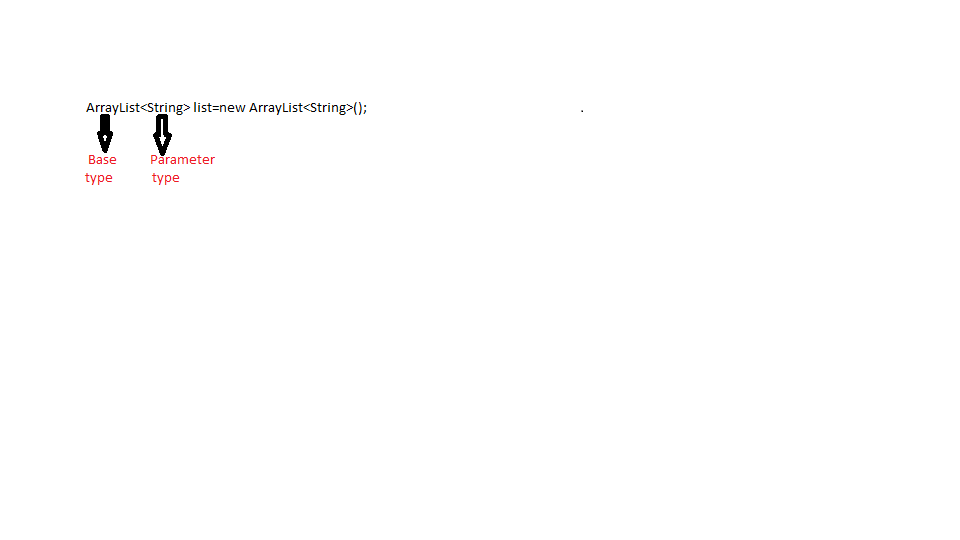 ArrayList<String> list=new ArrayList<String>(); .
Base Parameter
type type